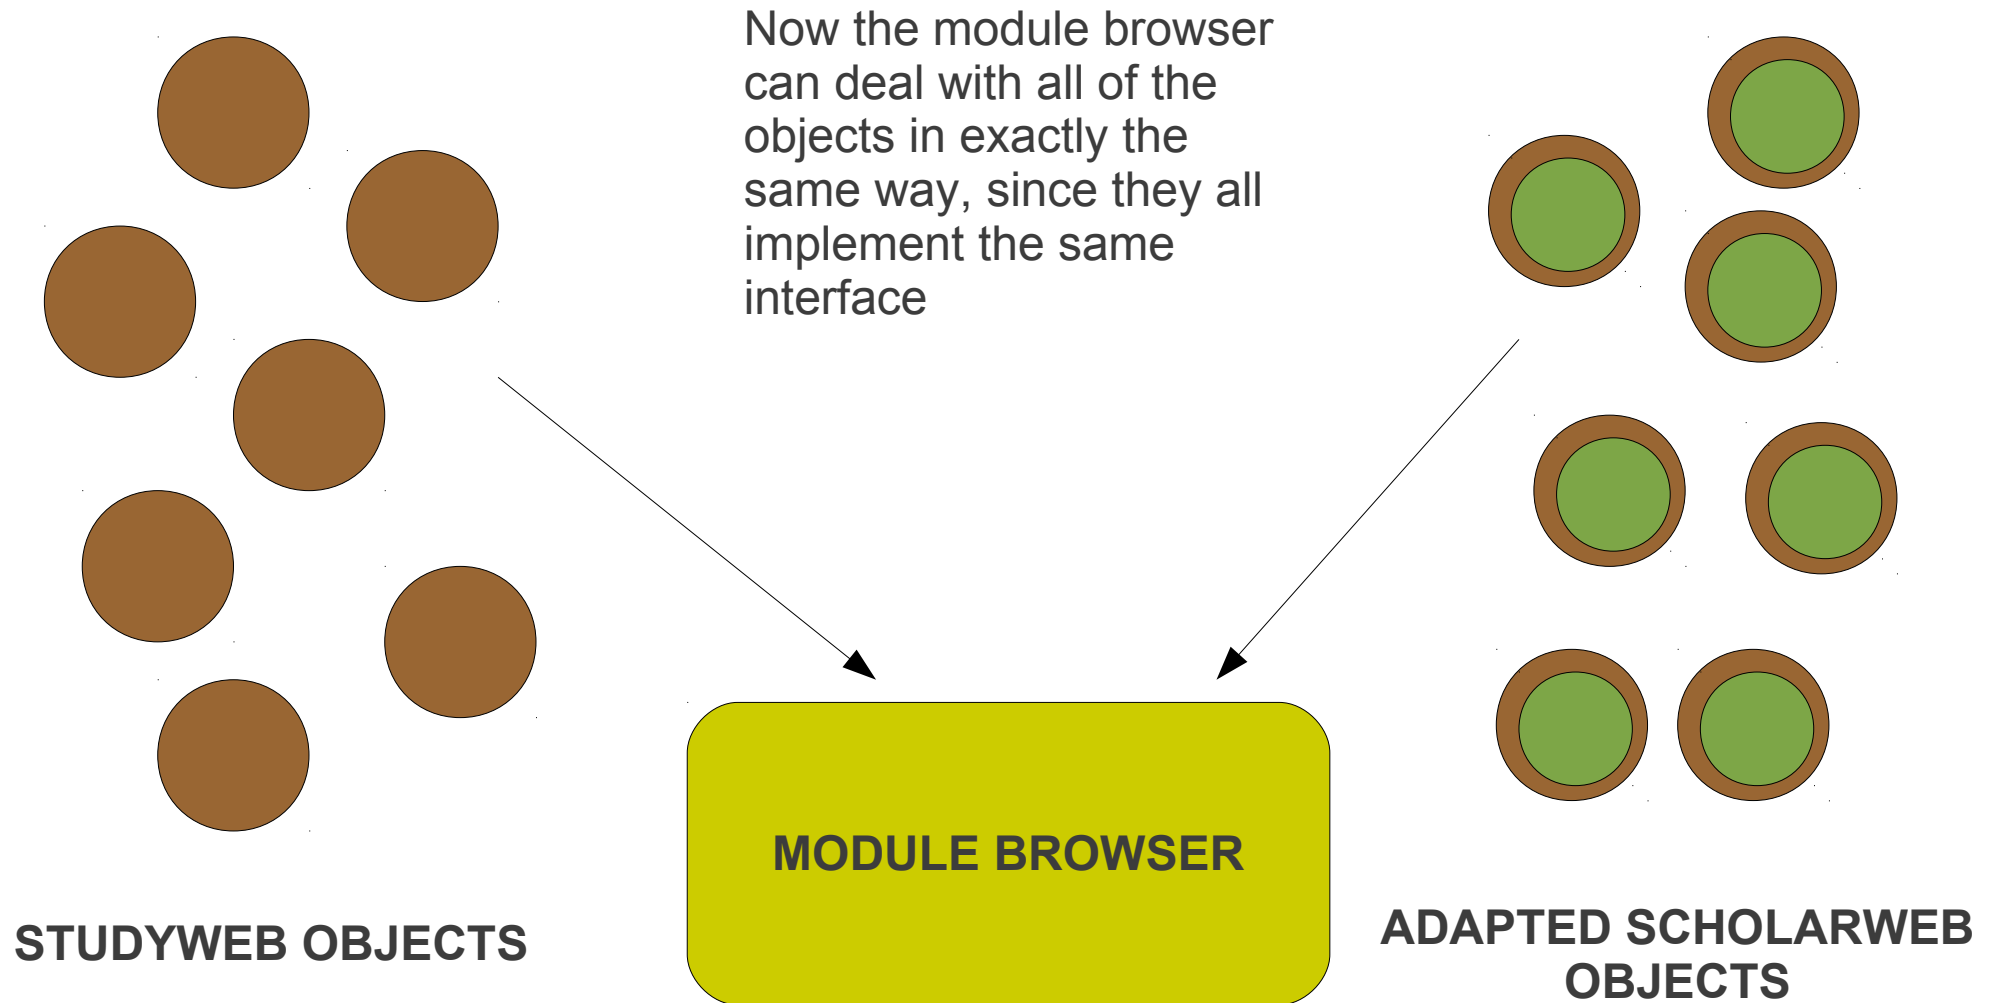 Now the module browser
can deal with all of the
objects in exactly the
same way, since they all
implement the same
interface
MODULE BROWSER
STUDYWEB OBJECTS
ADAPTED SCHOLARWEB
OBJECTS